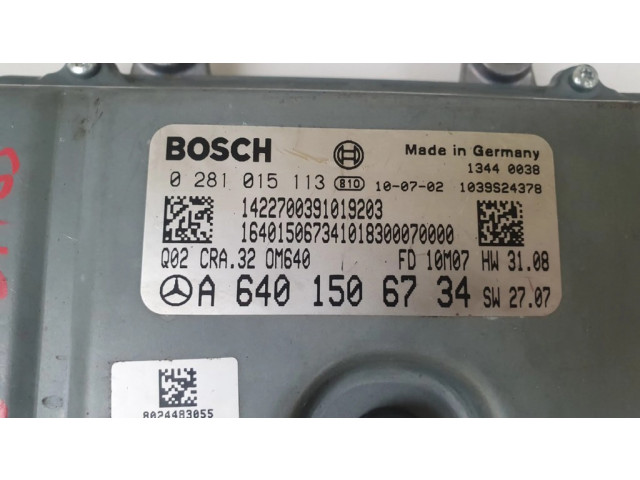 BOSCH Made in Germany
1344 0038
0 281 015 113 810 10-07-02 1039S24378
1422700391019203
16401506734101830070000
Q02 CRA.32 OM640 FD 10M07 HW 31.08
A 640 150 67 34 SW 27.07
8024483055